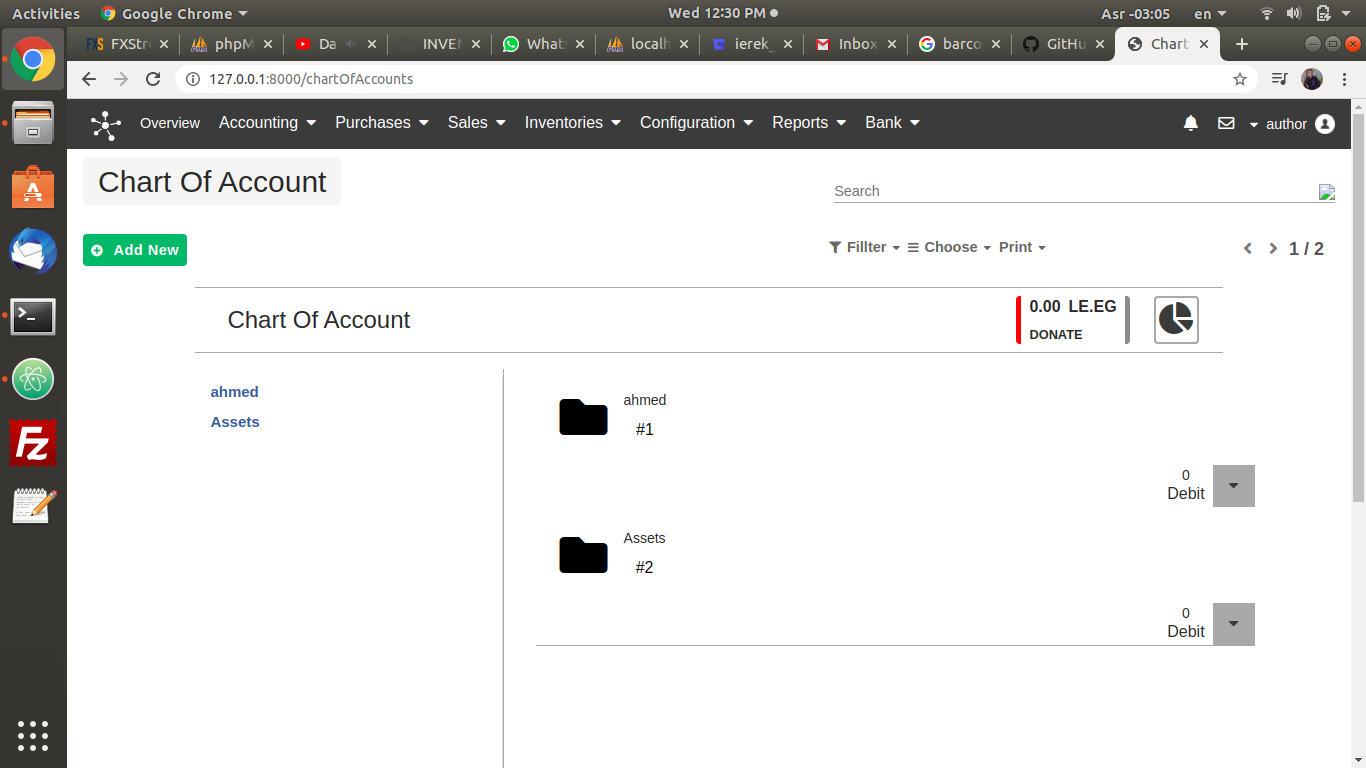 Activities Google Chrome Wed 12:30 PM Asr -03:05 en
FXS FXStr phpM Da INVEN What localh ierek_ Inbox barco GitHu Chart
127.0.0.1:8000/chartOfAccounts
Overview Accounting Purchases Sales Inventories Configuration Reports Bank author
Chart Of Account
Search
Add New Fillter Choose Print 1 / 2
Chart Of Account
0.00 LE.EG
DONATE
ahmed
Assets
ahmed
#1
0
Debit
Assets
#2
0
Debit